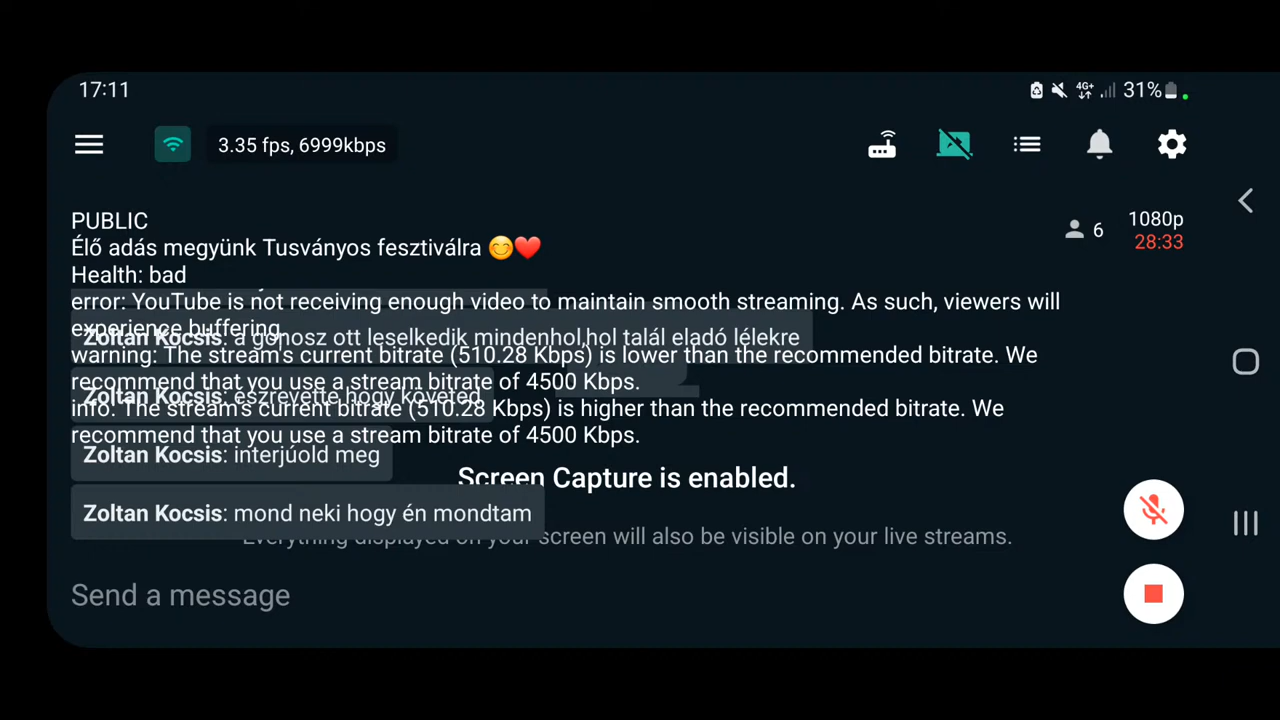 17:11
4G+ 31%
3.35 fps, 6999kbps
PUBLIC
Élő adás megyünk Tusványos fesztiválra 😊❤️
6
1080p
28:33
Health: bad
error: YouTube is not receiving enough video to maintain smooth streaming. As such, viewers will
experience buffering.
Zoltan Kocsis: a gonosz ott leselkedik mindenhol,hol talál eladó lélekre
warning: The stream's current bitrate (510.28 Kbps) is lower than the recommended bitrate. We
recommend that you use a stream bitrate of 4500 Kbps.
Zoltan Kocsis: észrevette hogy követed
info: The stream's current bitrate (510.28 Kbps) is higher than the recommended bitrate. We
recommend that you use a stream bitrate of 4500 Kbps.
Zoltan Kocsis: interjúold meg
Screen Capture is enabled.
Zoltan Kocsis: mond neki hogy én mondtam
Everything displayed on your screen will also be visible on your live streams.
Send a message